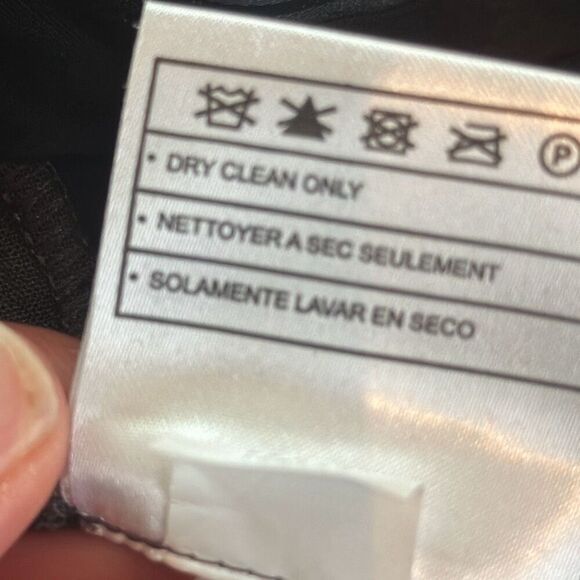 P
• DRY CLEAN ONLY
• NETTOYER A SEC SEULEMENT
• SOLAMENTE LAVAR EN SECO